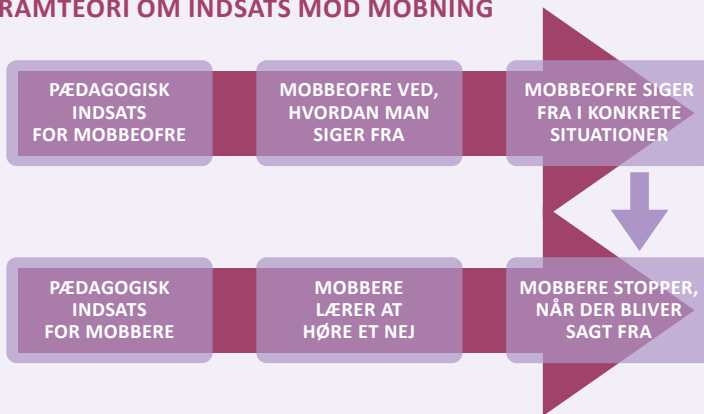 RAMTEORI OM INDSATS MOD MOBNING
PÆDAGOGISK
INDSATS
FOR MOBBEOFRE
MOBBEOFRE VED,
HVORDAN MAN
SIGER FRA
MOBBEOFRE SIGER
FRA I KONKRETE
SITUATIONER
PÆDAGOGISK
INDSATS
FOR MOBBERE
MOBBERE
LÆRER AT
HØRE ET NEJ
MOBBERE STOPPER,
NÅR DER BLIVER
SAGT FRA